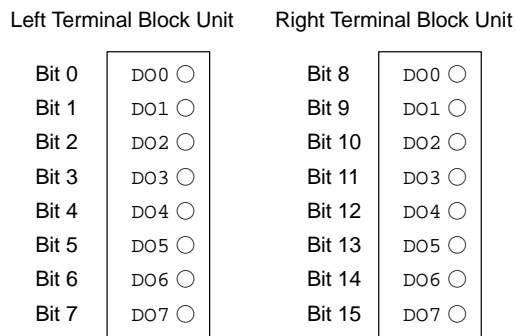 Left Terminal Block Unit Right Terminal Block Unit
Bit 0 DO0 Bit 8 DO0
Bit 1 DO1 Bit 9 DO1
Bit 2 DO2 Bit 10 DO2
Bit 3 DO3 Bit 11 DO3
Bit 4 DO4 Bit 12 DO4
Bit 5 DO5 Bit 13 DO5
Bit 6 DO6 Bit 14 DO6
Bit 7 DO7 Bit 15 DO7